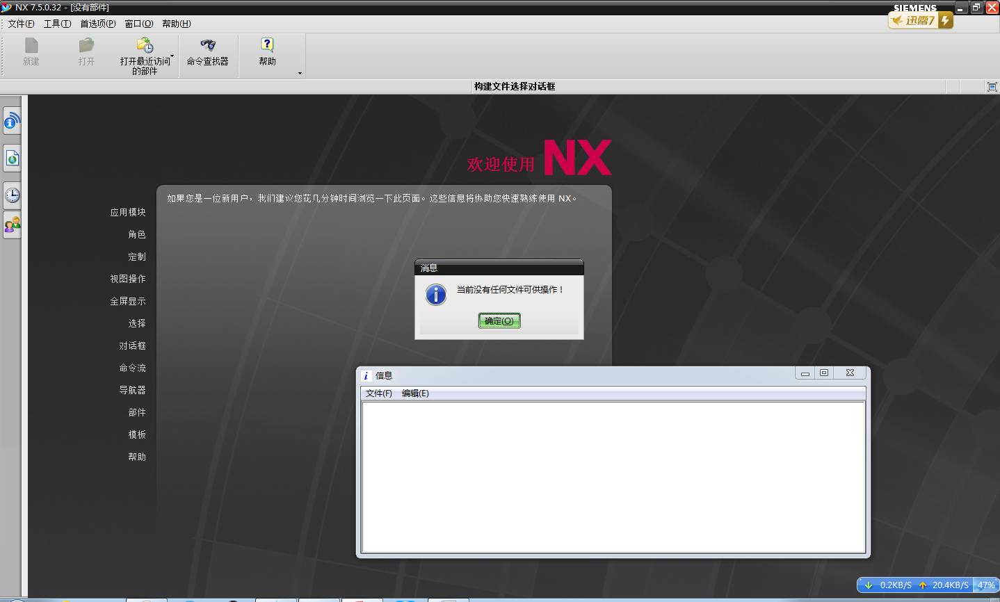 NX 7.5.0.32 - [没有部件]
SIEMENS
迅雷7
文件(F) 工具(T) 首选项(P) 窗口(O) 帮助(H)
新建
打开
打开最近访问
的部件
命令查找器
帮助
构建文件选择对话框
欢迎使用 NX
如果您是一位新用户，我们建议您花几分钟时间浏览一下此页面。这些信息将协助您快速熟练使用 NX。
应用模块
角色
定制
视图操作
全屏显示
选择
对话框
命令流
导航器
部件
模板
帮助
消息
当前没有任何文件可供操作！
确定(O)
信息
文件(F) 编辑(E)
0.2KB/S 20.4KB/S 47%